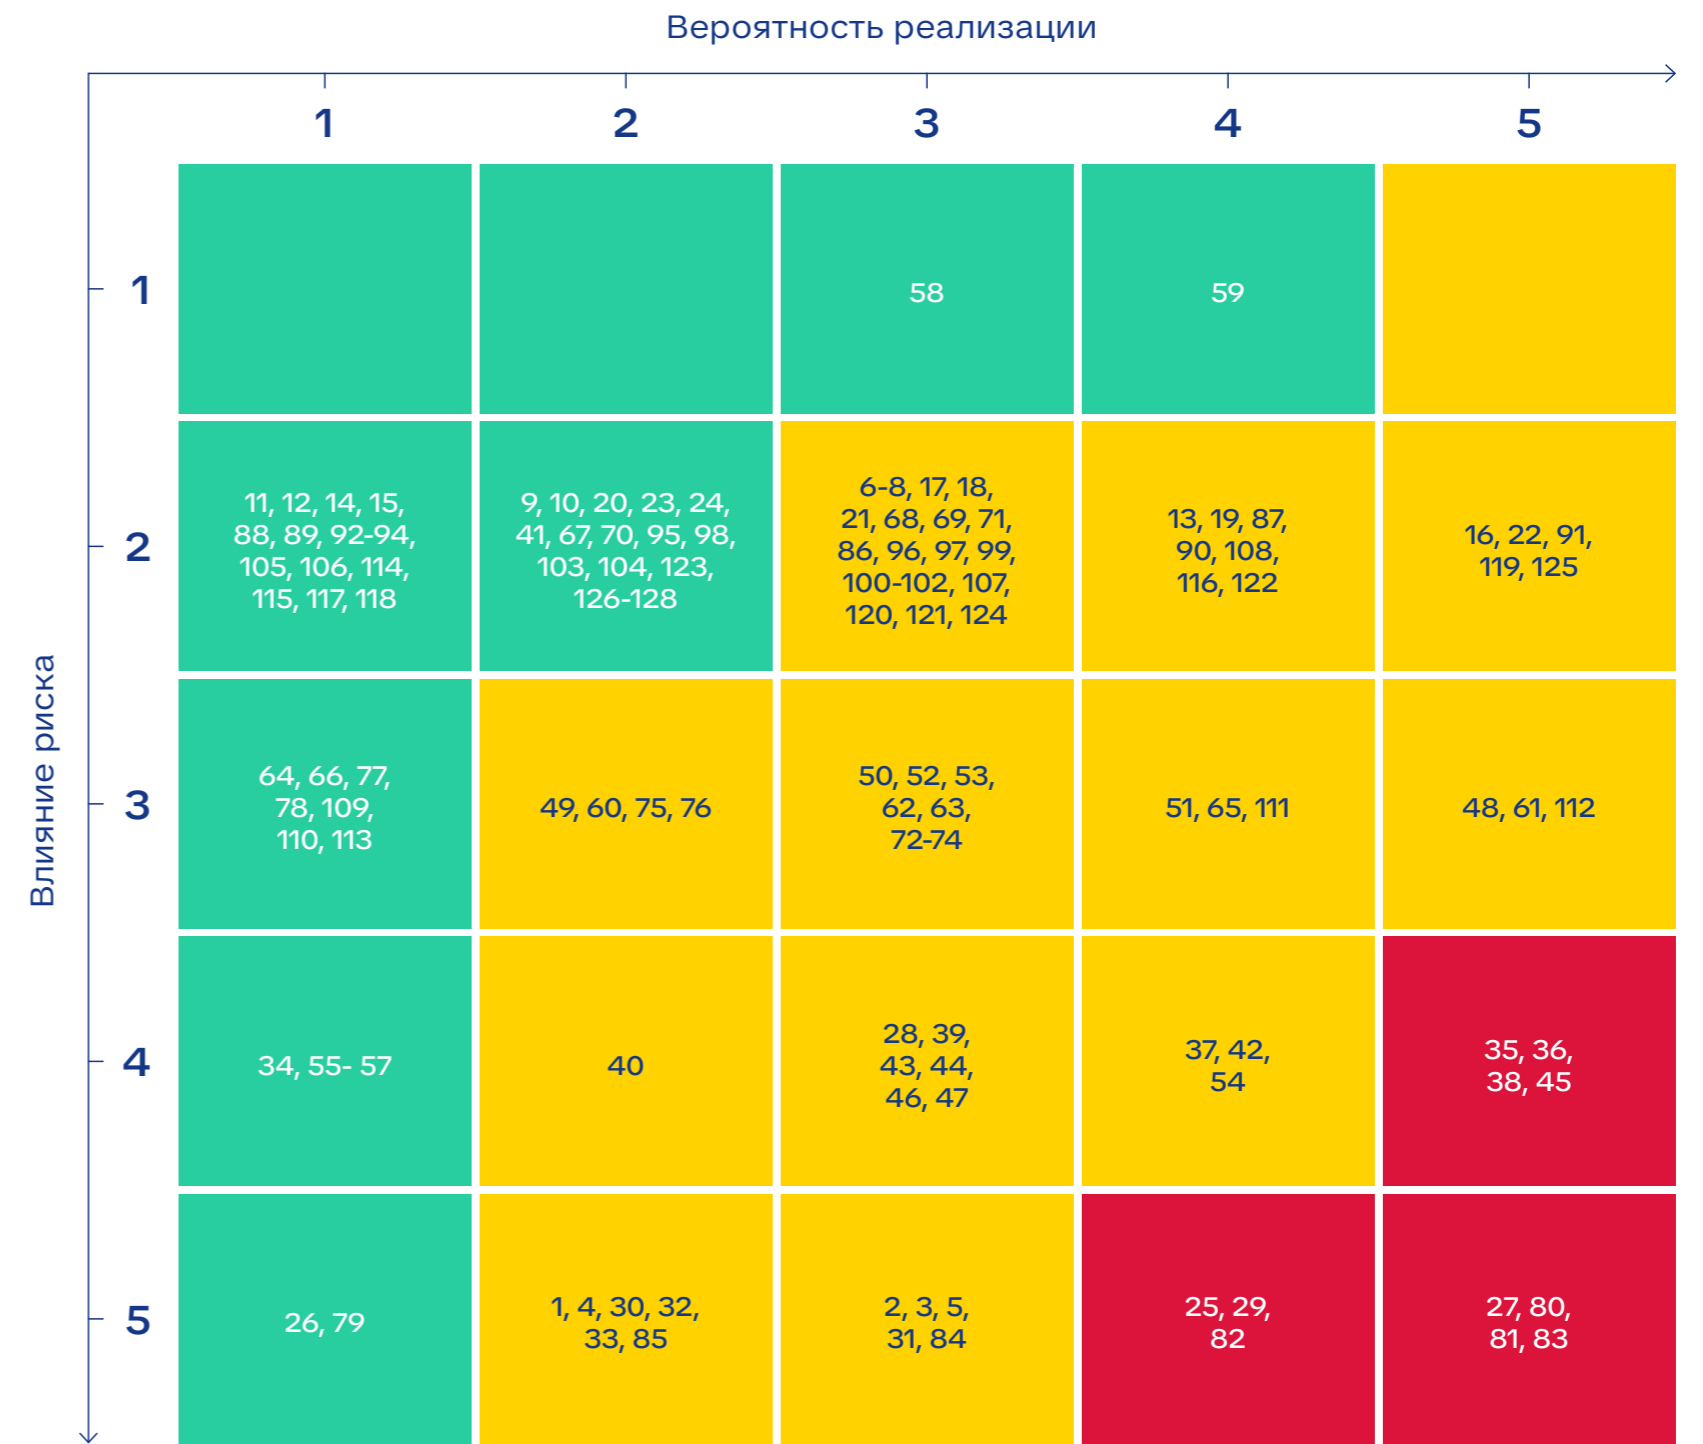 Вероятность реализации
1
2
3
4
5
Влияние риска
1
58
59
2
11, 12, 14, 15,
88, 89, 92-94,
105, 106, 114,
115, 117, 118
9, 10, 20, 23, 24,
41, 67, 70, 95, 98,
103, 104, 123,
126-128
6-8, 17, 18,
21, 68, 69, 71,
86, 96, 97, 99,
100-102, 107,
120, 121, 124
13, 19, 87,
90, 108,
116, 122
16, 22, 91,
119, 125
3
64, 66, 77,
78, 109,
110, 113
49, 60, 75, 76
50, 52, 53,
62, 63,
72-74
51, 65, 111
48, 61, 112
4
34, 55- 57
40
28, 39,
43, 44,
46, 47
37, 42,
54
35, 36,
38, 45
5
26, 79
1, 4, 30, 32,
33, 85
2, 3, 5,
31, 84
25, 29,
82
27, 80,
81, 83